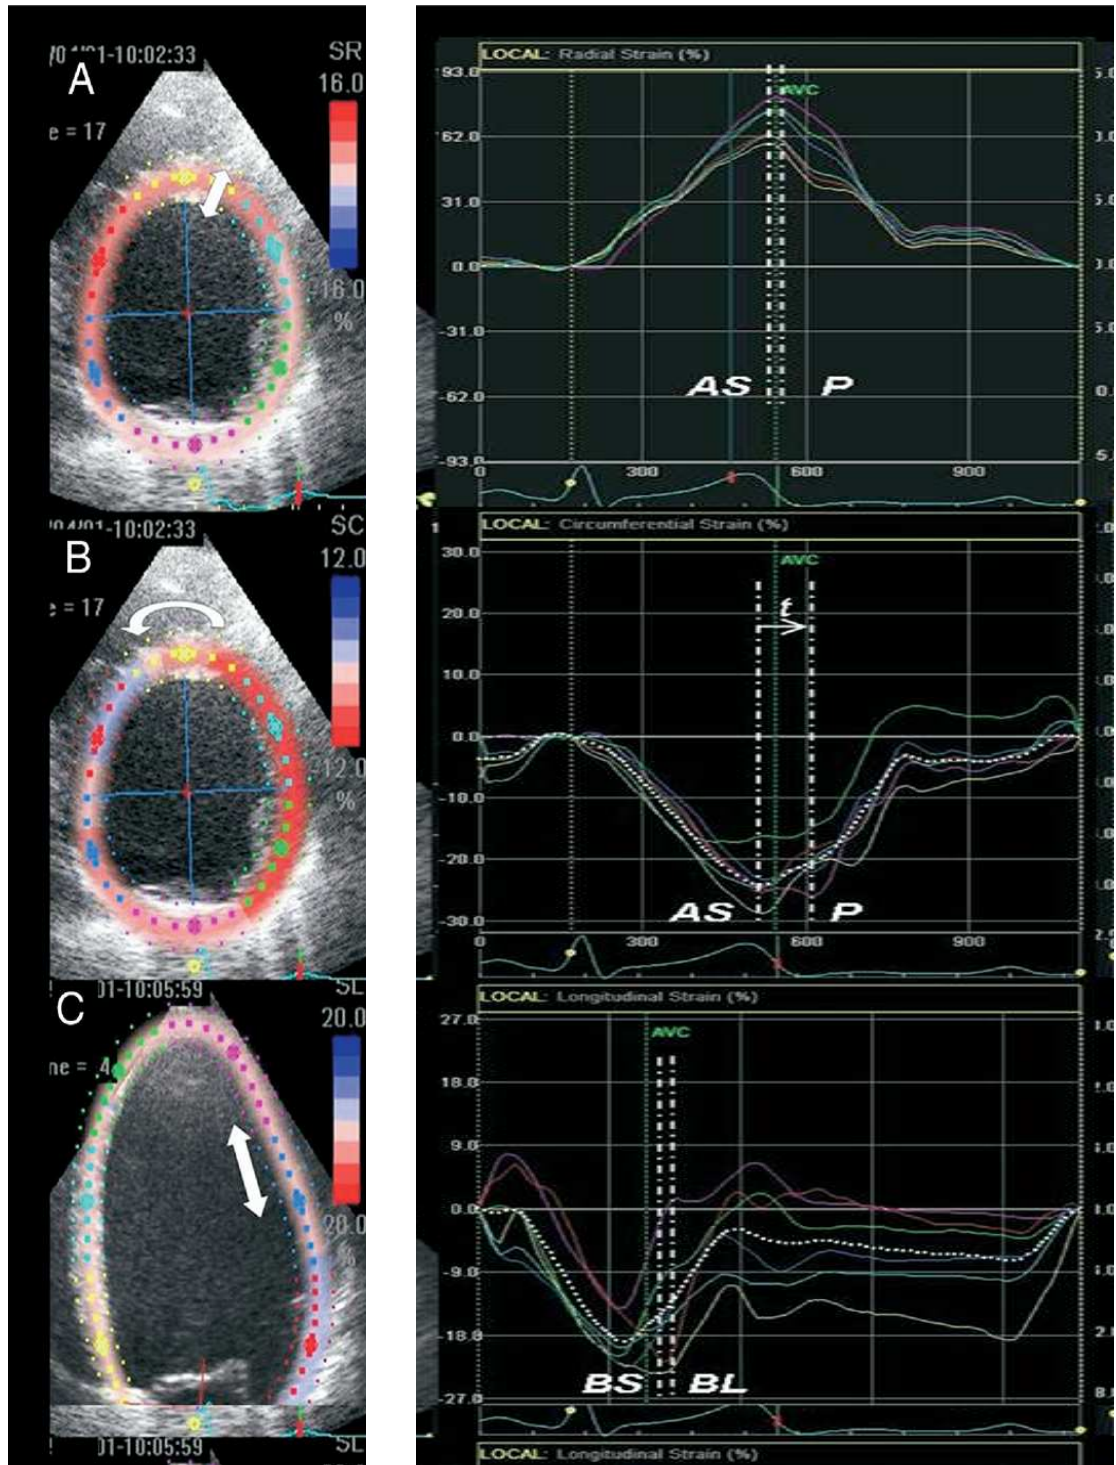 01-10:02:33
SR
A
16.0
e = 17
-16.0
%
LOCAL: Radial Strain (%)
93.0
AVC
62.0
31.0
0.0
-31.0
AS
P
-62.0
-93.0
0
300
600
900
01-10:02:33
SC
B
12.0
= 17
-12.0
%
LOCAL: Circumferential Strain (%)
30.0
AVC
20.0
t
10.0
0.0
-10.0
-20.0
AS
P
-30.0
0
300
600
900
01-10:05:59
SL
C
20.0
ne = .4
20.0
%
LOCAL: Longitudinal Strain (%)
27.0
AVC
18.0
9.0
0.0
-9.0
-18.0
BS
BL
-27.0
01-10:05:59
SL
LOCAL: Longitudinal Strain (%)